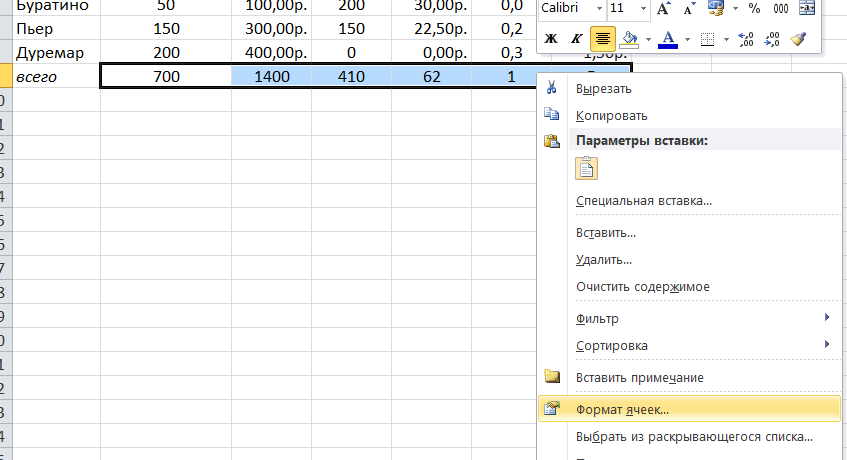 Буратино 50 100,00р. 200 30,00р. 0,0
Calibri 11 A A % 000
Пьер 150 300,00р. 150 22,50р. 0,2
Ж К A ,00 ,0
Дуремар 200 400,00р. 0 0,00р. 0,3
всего 700 1400 410 62 1
Вырезать
Копировать
Параметры вставки:
Специальная вставка...
Вставить...
Удалить...
Очистить содержимое
Фильтр
Сортировка
Вставить примечание
Формат ячеек...
Выбрать из раскрывающегося списка...